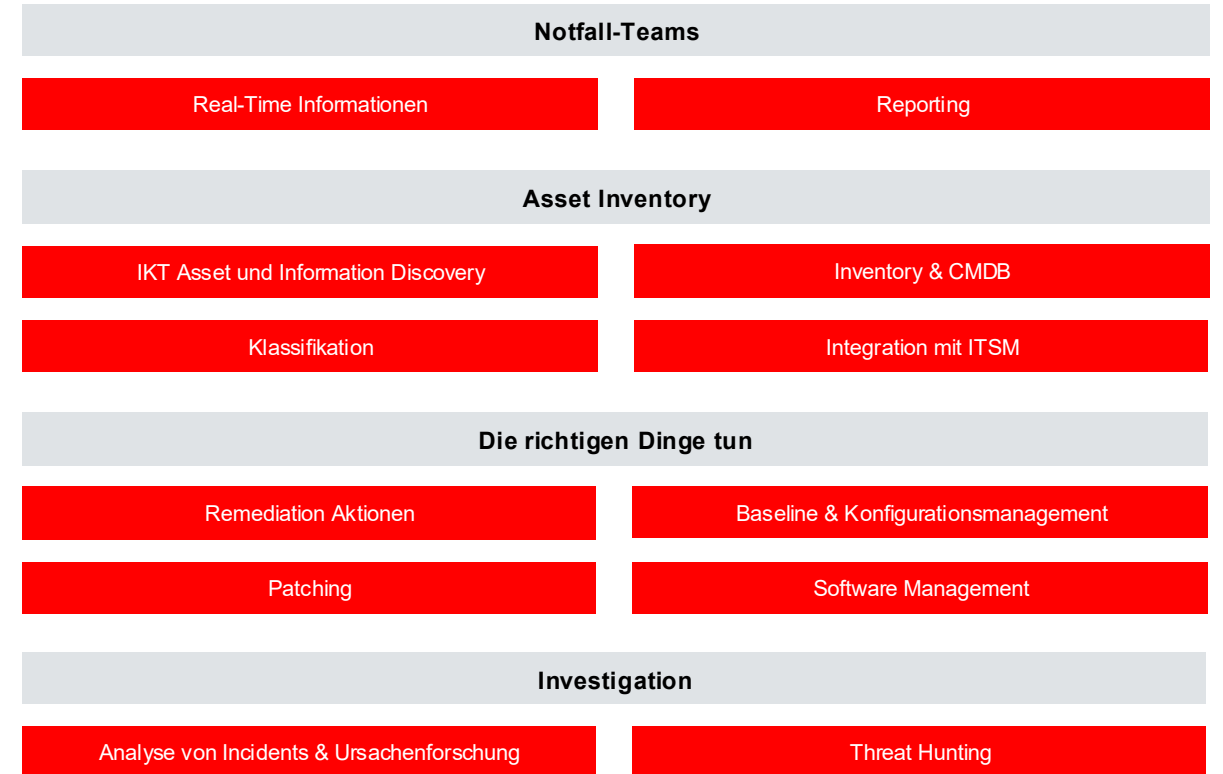 Notfall-Teams
Real-Time Informationen
Reporting
Asset Inventory
IKT Asset und Information Discovery
Inventory & CMDB
Klassifikation
Integration mit ITSM
Die richtigen Dinge tun
Remediation Aktionen
Baseline & Konfigurationsmanagement
Patching
Software Management
Investigation
Analyse von Incidents & Ursachenforschung
Threat Hunting